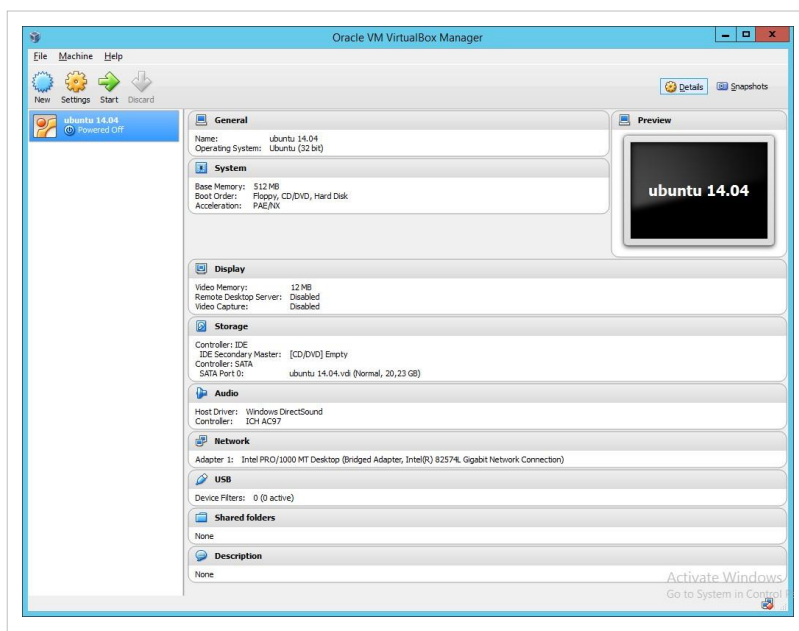 Oracle VM VirtualBox Manager
File Machine Help
New Settings Start Discard
Details Snapshots
ubuntu 14.04
Powered Off
General
Name: ubuntu 14.04
Operating System: Ubuntu (32 bit)
System
Base Memory: 512 MB
Boot Order: Floppy, CD/DVD, Hard Disk
Acceleration: PAE/NX
Preview
ubuntu 14.04
Display
Video Memory: 12 MB
Remote Desktop Server: Disabled
Video Capture: Disabled
Storage
Controller: IDE
IDE Secondary Master: [CD/DVD] Empty
Controller: SATA
SATA Port 0: ubuntu 14.04.vdi (Normal, 20,23 GB)
Audio
Host Driver: Windows DirectSound
Controller: ICH AC97
Network
Adapter 1: Intel PRO/1000 MT Desktop (Bridged Adapter, Intel(R) 82574L Gigabit Network Connection)
USB
Device Filters: 0 (0 active)
Shared folders
None
Description
None
Activate Windows
Go to System in Control